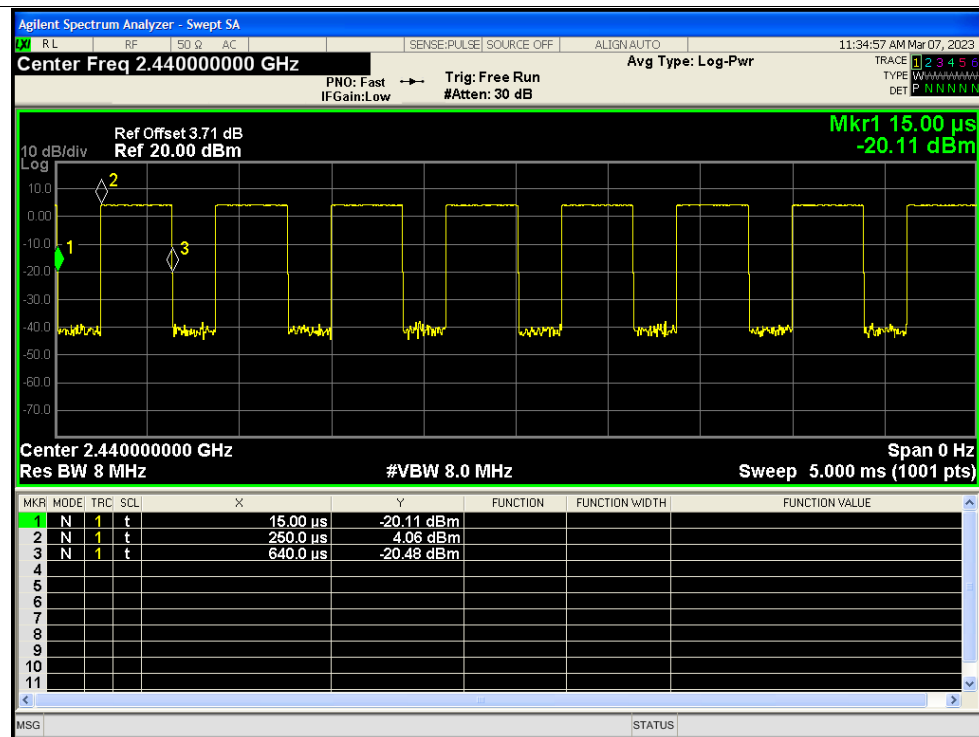 Agilent Spectrum Analyzer - Swept SA
LXI R L RF 50 Ω AC SENSE:PULSE SOURCE OFF ALIGN AUTO 11:34:57 AM Mar 07, 2023
Center Freq 2.440000000 GHz
PNO: Fast
IFGain:Low
Trig: Free Run
#Atten: 30 dB
Avg Type: Log-Pwr
TRACE 1 2 3 4 5 6
TYPE WWWWWW
DET P N N N N N
Mkr1 15.00 µs
-20.11 dBm
Ref Offset 3.71 dB
10 dB/div Ref 20.00 dBm
Log
10.0
0.00
-10.0
-20.0
-30.0
-40.0
-50.0
-60.0
-70.0
1
2
3
Center 2.440000000 GHz Span 0 Hz
Res BW 8 MHz #VBW 8.0 MHz Sweep 5.000 ms (1001 pts)
MKR MODE TRC SCL X Y FUNCTION FUNCTION WIDTH FUNCTION VALUE
1 N 1 t 15.00 µs -20.11 dBm
2 N 1 t 250.0 µs 4.06 dBm
3 N 1 t 640.0 µs -20.48 dBm
4
5
6
7
8
9
10
11
MSG STATUS